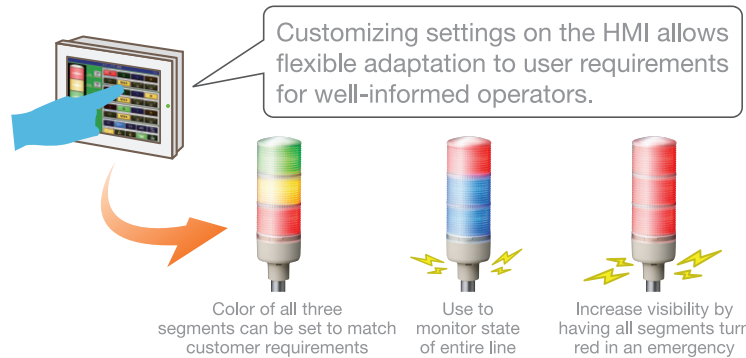 Customizing settings on the HMI allows
flexible adaptation to user requirements
for well-informed operators.
Color of all three
segments can be set to match
customer requirements
Use to
monitor state
of entire line
Increase visibility by
having all segments turr
red in an emergency